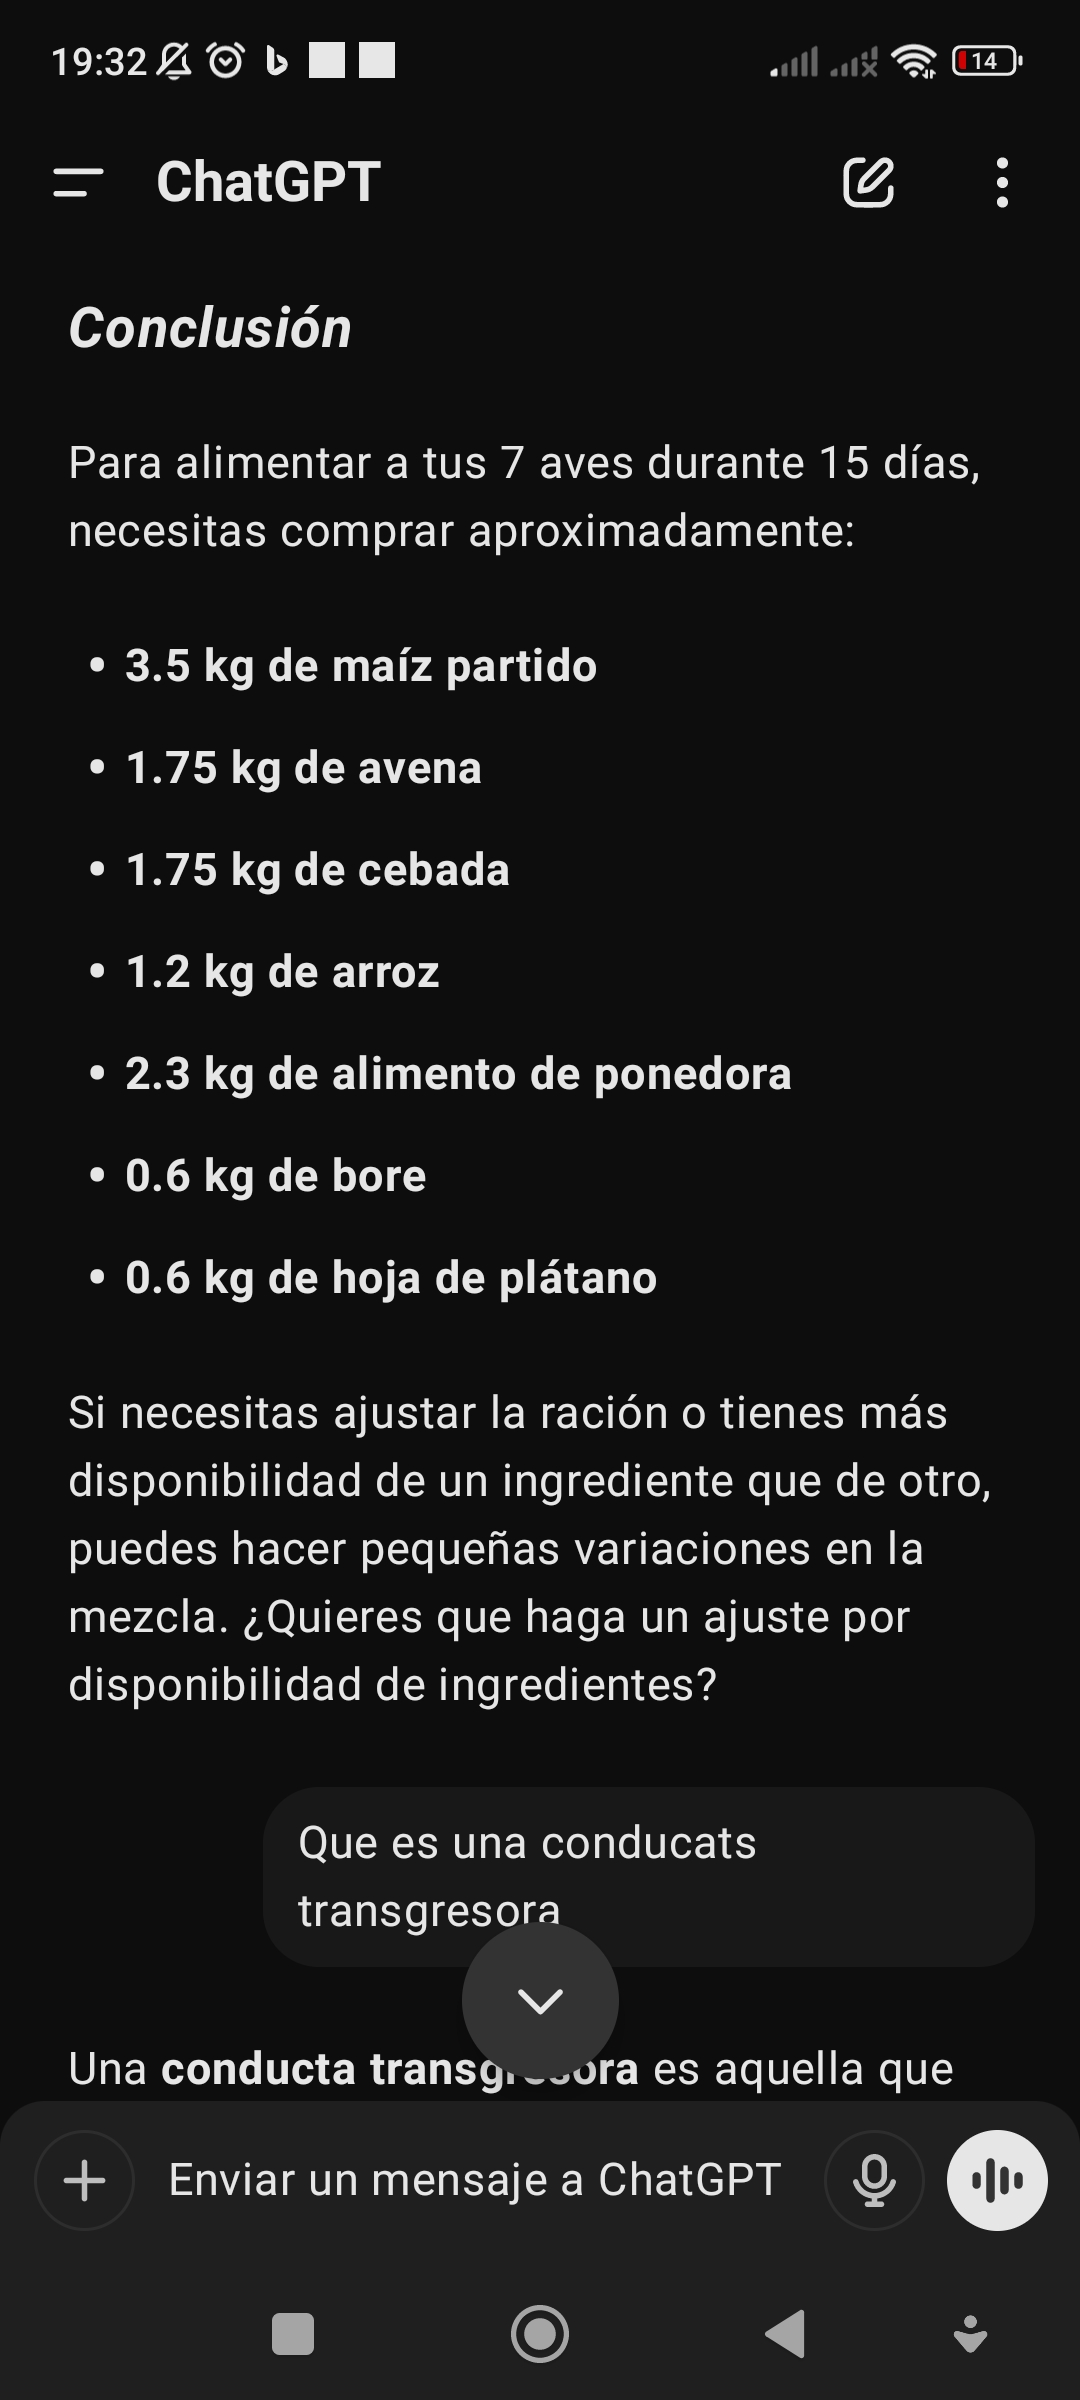 19:32
14
ChatGPT
Conclusión
Para alimentar a tus 7 aves durante 15 días,
necesitas comprar aproximadamente:
• 3.5 kg de maíz partido
• 1.75 kg de avena
• 1.75 kg de cebada
• 1.2 kg de arroz
• 2.3 kg de alimento de ponedora
• 0.6 kg de bore
• 0.6 kg de hoja de plátano
Si necesitas ajustar la ración o tienes más
disponibilidad de un ingrediente que de otro,
puedes hacer pequeñas variaciones en la
mezcla. ¿Quieres que haga un ajuste por
disponibilidad de ingredientes?
Que es una conducats
transgresora
Una conducta transgresora es aquella que
Enviar un mensaje a ChatGPT